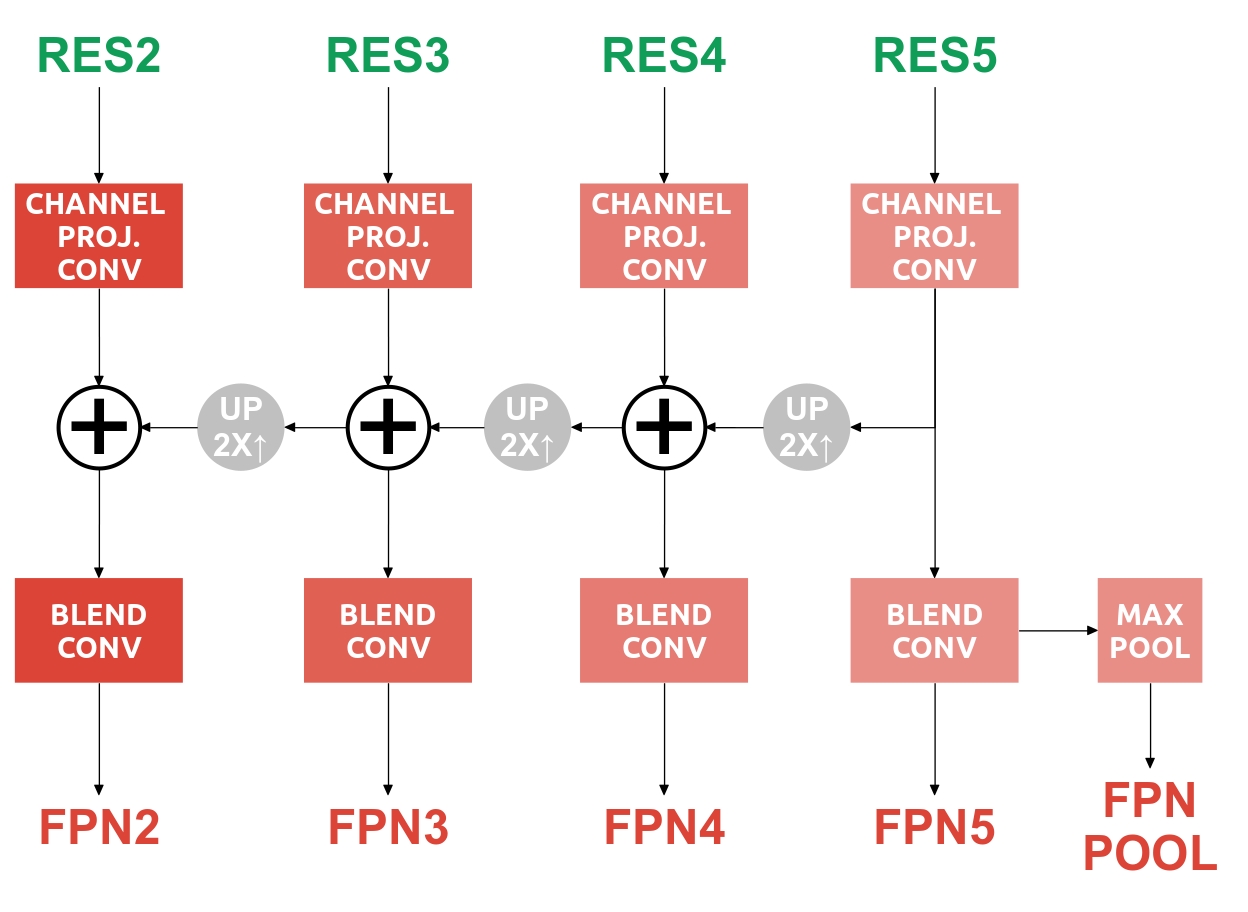 RES2
RES3
RES4
RES5
CHANNEL
PROJ.
CONV
CHANNEL
PROJ.
CONV
CHANNEL
PROJ.
CONV
CHANNEL
PROJ.
CONV
UP
2X↑
UP
2X↑
UP
2X↑
BLEND
CONV
BLEND
CONV
BLEND
CONV
BLEND
CONV
MAX
POOL
FPN2
FPN3
FPN4
FPN5
FPN
POOL